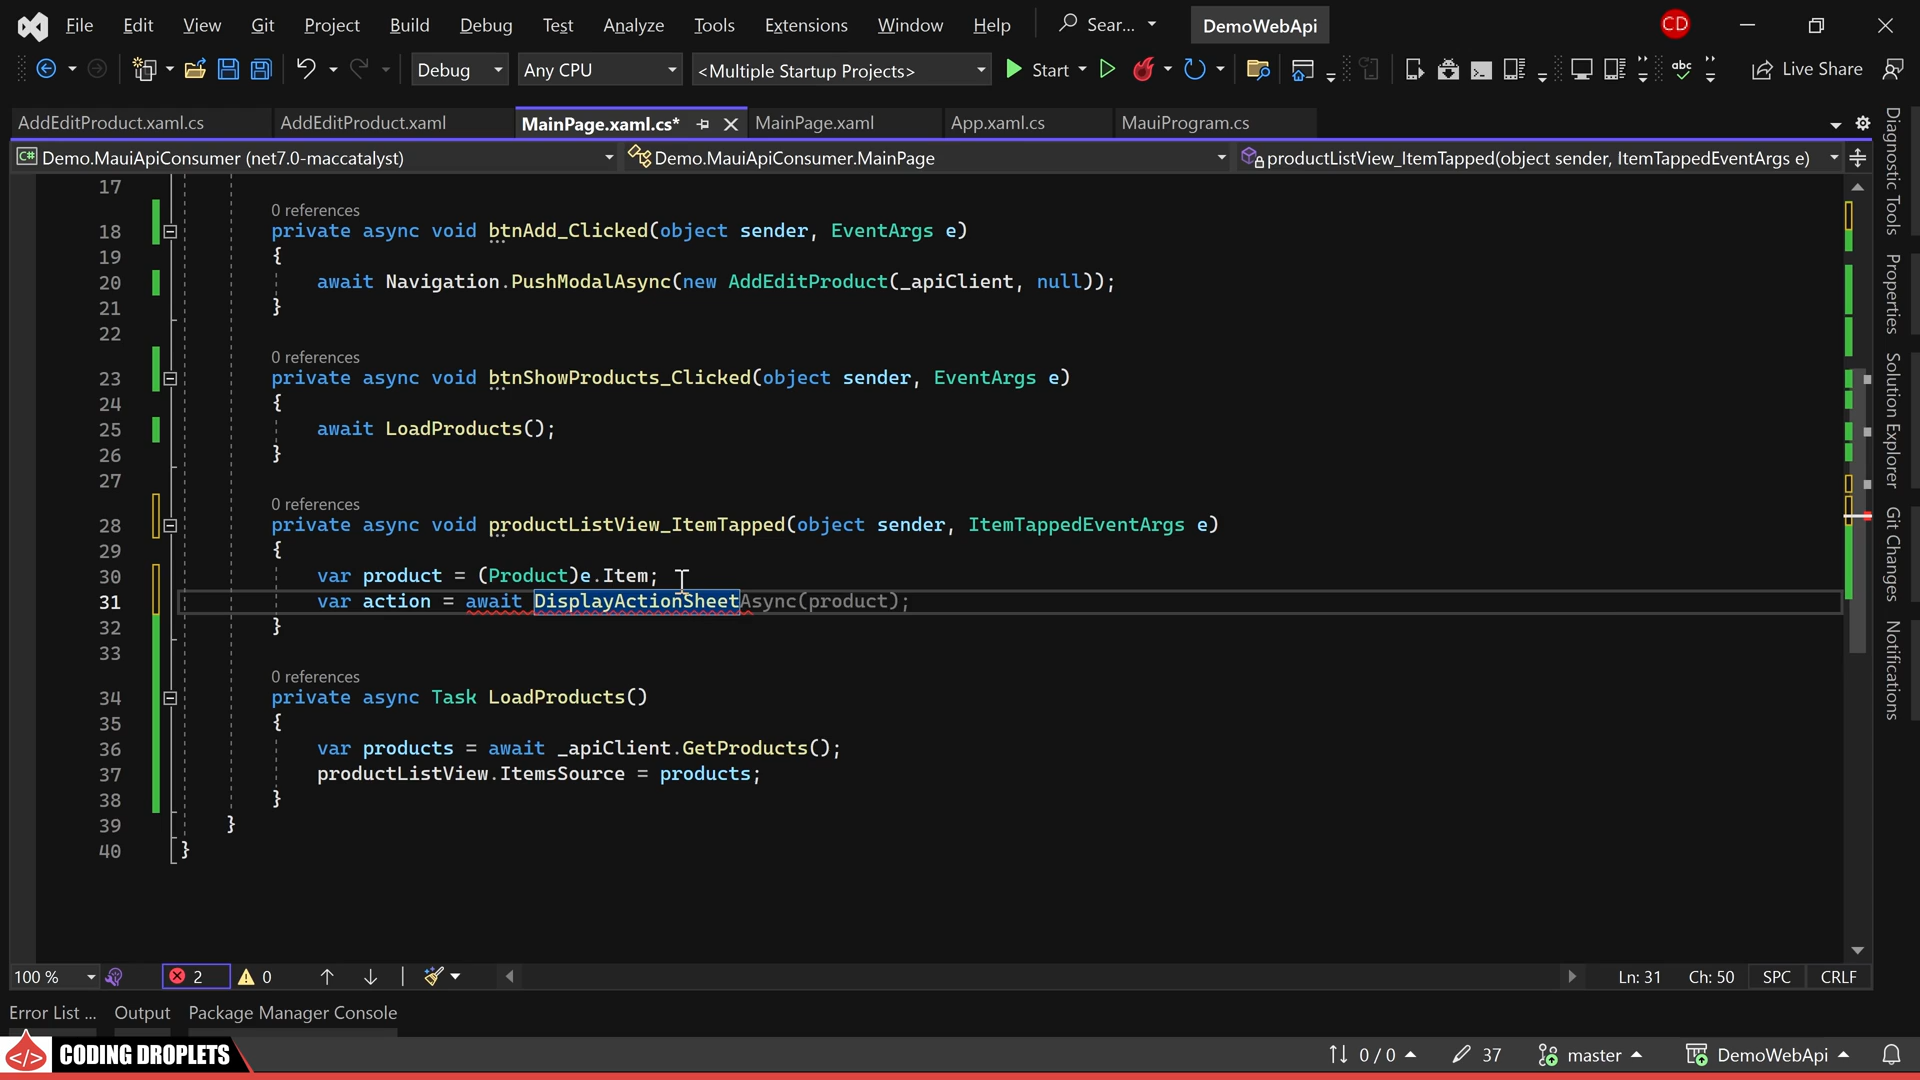 File Edit View Git Project Build Debug Test Analyze Tools Extensions Window Help Sear... DemoWebApi CD
Debug Any CPU <Multiple Startup Projects> Start abc Live Share
AddEditProduct.xaml.cs AddEditProduct.xaml MainPage.xaml.cs* MainPage.xaml App.xaml.cs MauiProgram.cs
C# Demo.MauiApiConsumer (net7.0-maccatalyst) Demo.MauiApiConsumer.MainPage productListView_ItemTapped(object sender, ItemTappedEventArgs e)
17
0 references
18 private async void btnAdd_Clicked(object sender, EventArgs e)
19 {
20 await Navigation.PushModalAsync(new AddEditProduct(_apiClient, null));
21 }
22
0 references
23 private async void btnShowProducts_Clicked(object sender, EventArgs e)
24 {
25 await LoadProducts();
26 }
27
0 references
28 private async void productListView_ItemTapped(object sender, ItemTappedEventArgs e)
29 {
30 var product = (Product)e.Item;
31 var action = await DisplayActionSheetAsync(product);
32 }
33
0 references
34 private async Task LoadProducts()
35 {
36 var products = await _apiClient.GetProducts();
37 productListView.ItemsSource = products;
38 }
39 }
40 }
Diagnostic Tools
Properties
Solution Explorer
Git Changes
Notifications
100 % 2 0 Ln: 31 Ch: 50 SPC CRLF
Error List ... Output Package Manager Console
</> CODING DROPLETS 0 / 0 37 master DemoWebApi